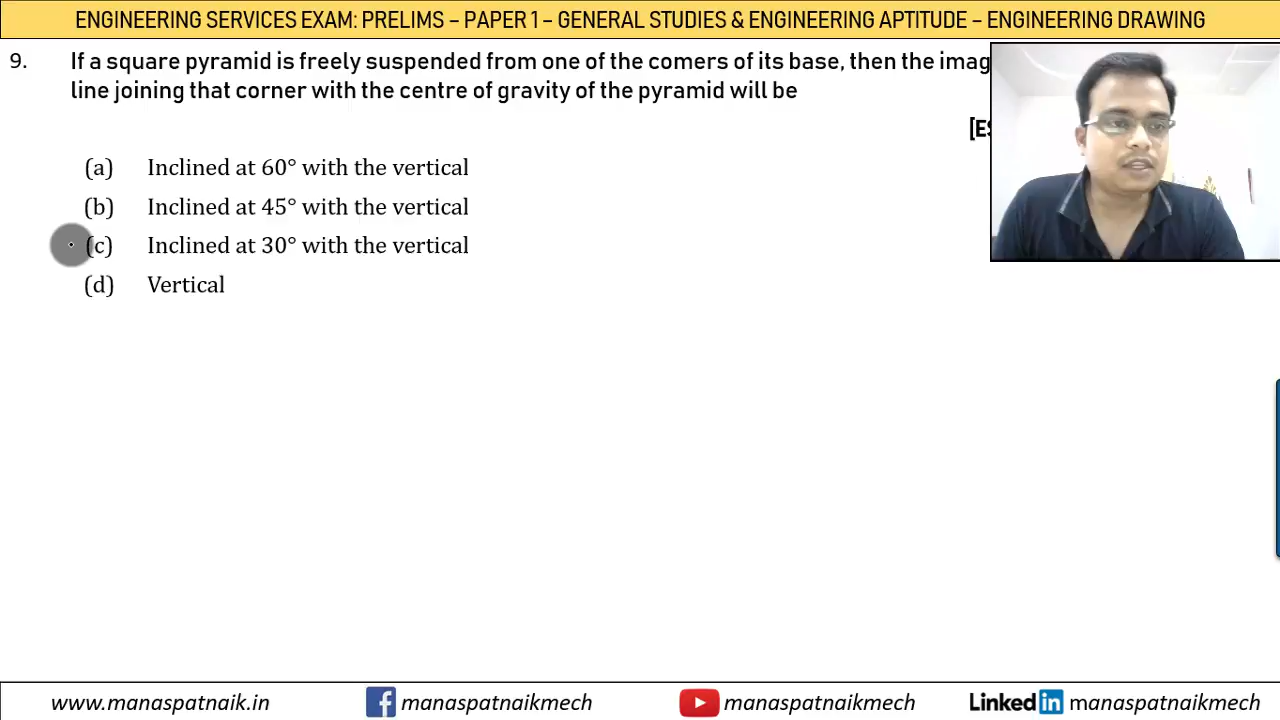 ENGINEERING SERVICES EXAM: PRELIMS – PAPER 1 – GENERAL STUDIES & ENGINEERING APTITUDE – ENGINEERING DRAWING
9. If a square pyramid is freely suspended from one of the comers of its base, then the imag
line joining that corner with the centre of gravity of the pyramid will be
[ES
(a) Inclined at 60° with the vertical
(b) Inclined at 45° with the vertical
(c) Inclined at 30° with the vertical
(d) Vertical
www.manaspatnaik.in manaspatnaikmech manaspatnaikmech Linkedin manaspatnaikmech